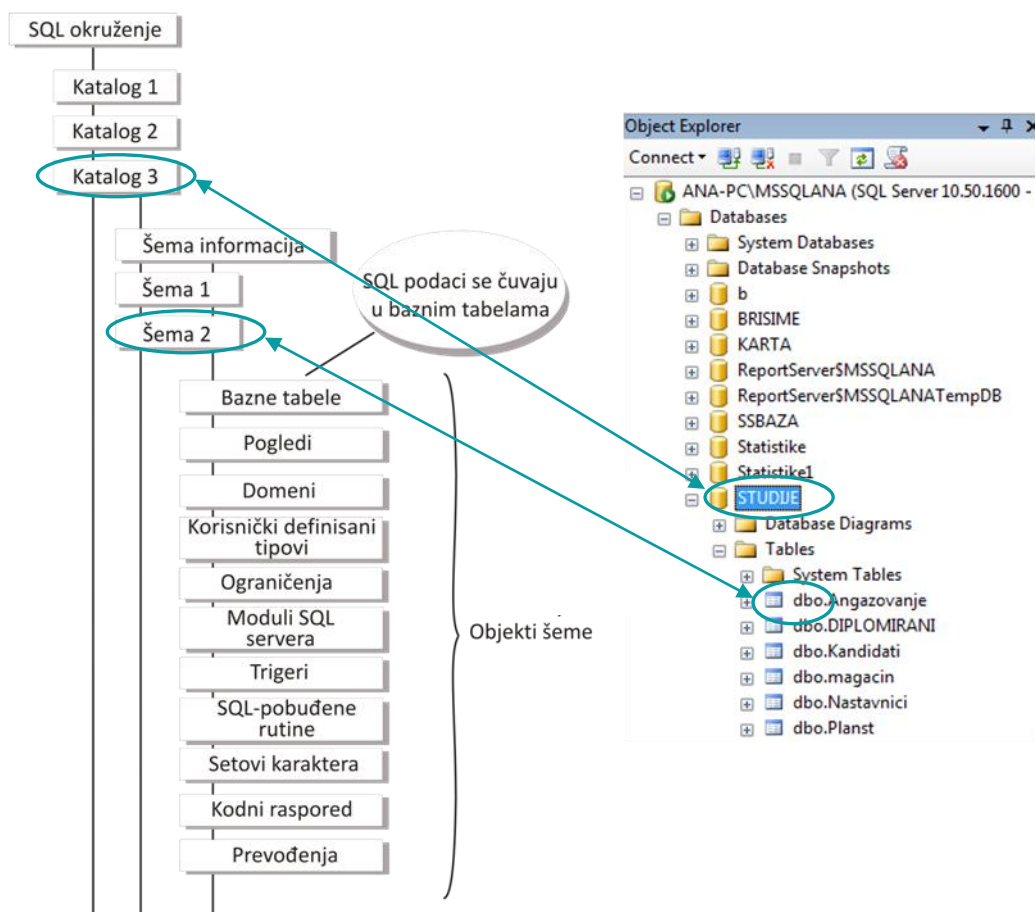 SQL okruženje
Katalog 1
Katalog 2
Katalog 3
Šema informacija
Šema 1
Šema 2
SQL podaci se čuvaju
u baznim tabelama
Bazne tabele
Pogledi
Domeni
Korisnički definisani
tipovi
Ograničenja
Moduli SQL
servera
Trigeri
SQL-pobuđene
rutine
Setovi karaktera
Kodni raspored
Prevođenja
Objekti šeme
Object Explorer
Connect
ANA-PC\MSSQLANA (SQL Server 10.50.1600 -
Databases
System Databases
Database Snapshots
b
BRISIME
KARTA
ReportServer$MSSQLANA
ReportServer$MSSQLANATempDB
SSBAZA
Statistike
Statistike1
STUDIJE
Database Diagrams
Tables
System Tables
dbo.Angazovanje
dbo.DIPLOMIRANI
dbo.Kandidati
dbo.magacin
dbo.Nastavnici
dbo.Planst